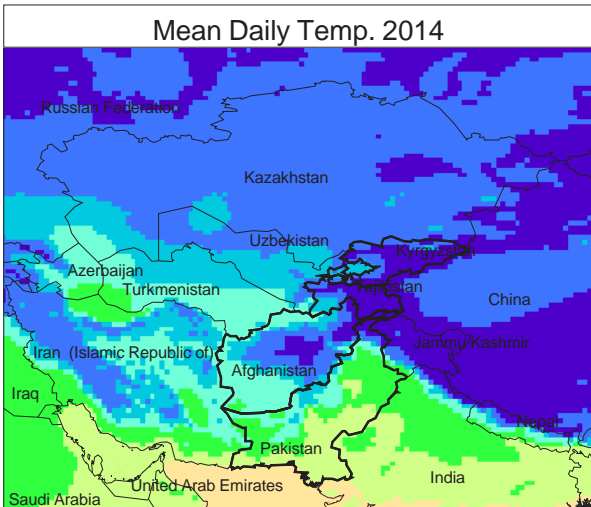 Mean Daily Temp. 2014
Russian Federation
Kazakhstan
Uzbekistan
Kyrgyzstan
Azerbaijan
Turkmenistan
Tajikistan
China
Iran (Islamic Republic of)
Jammu Kashmir
Afghanistan
Iraq
Nepal
Pakistan
India
United Arab Emirates
Saudi Arabia